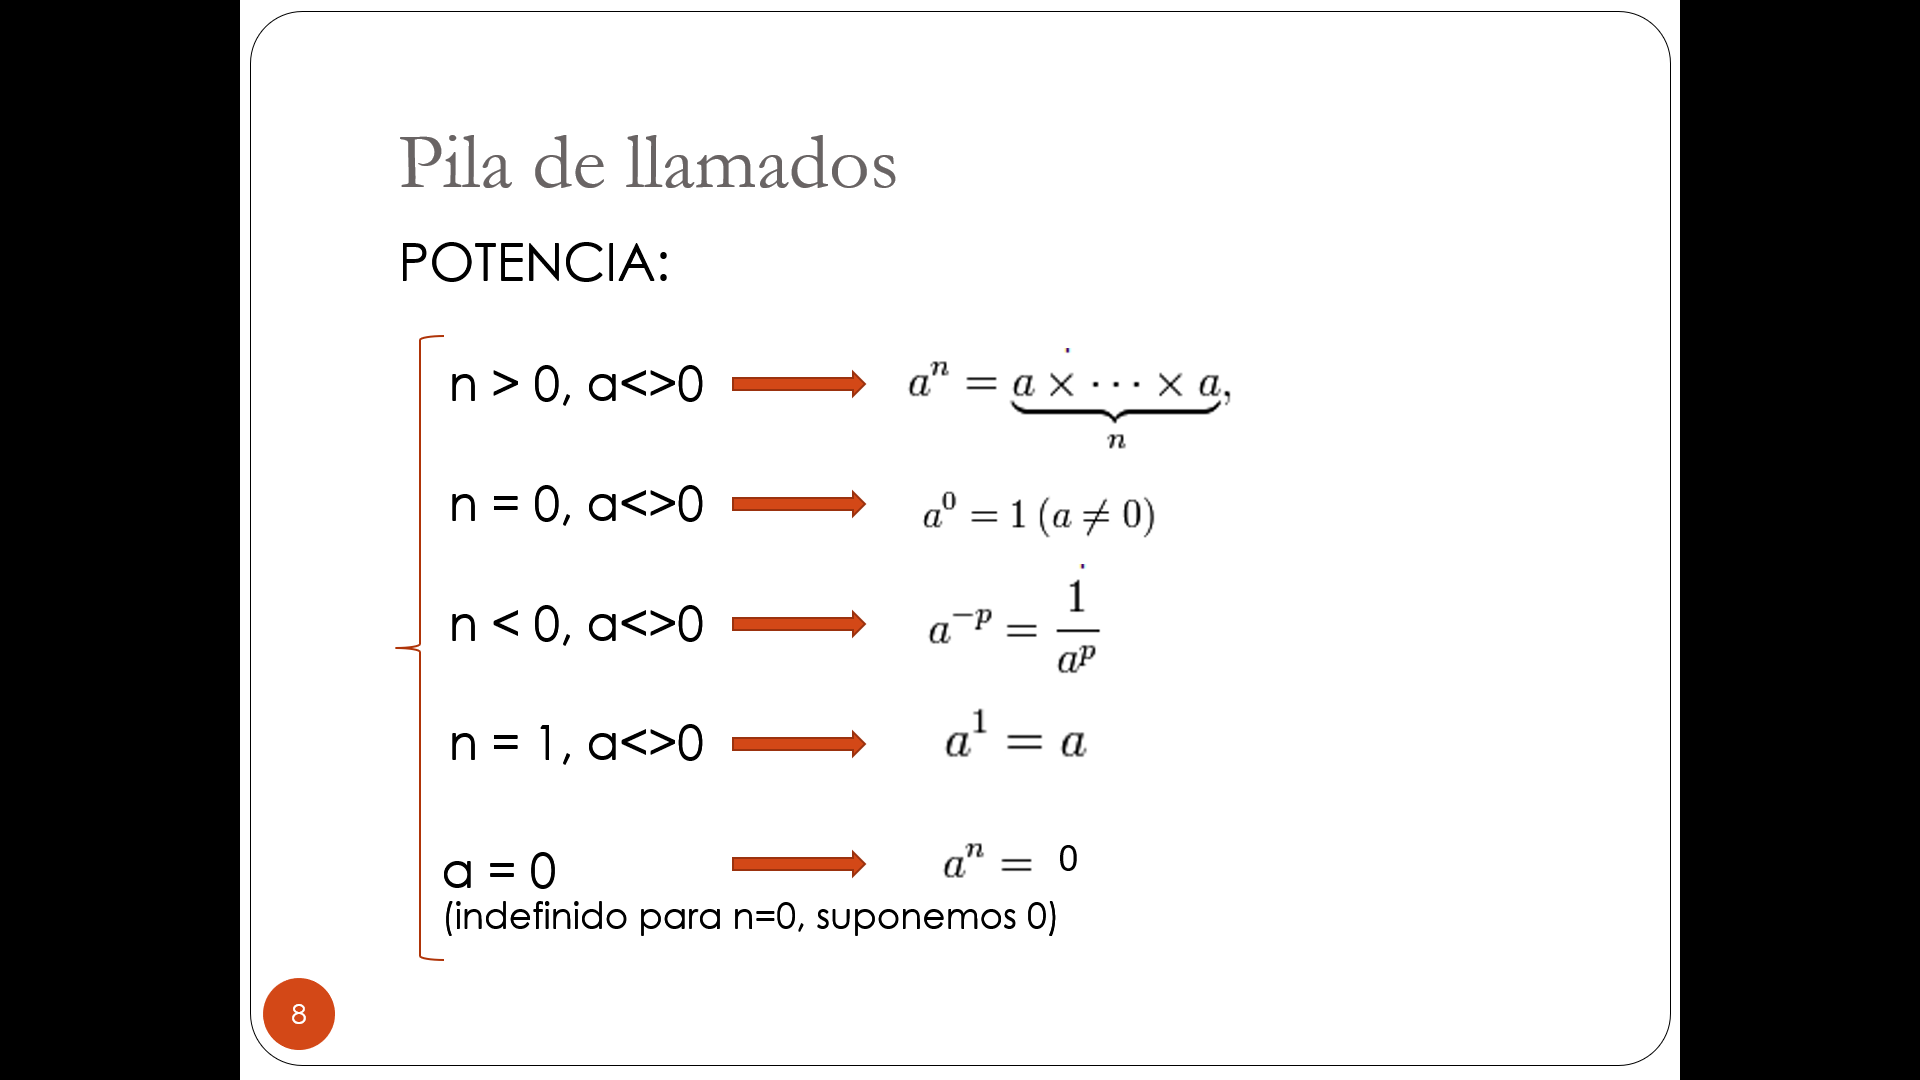 Pila de llamados
POTENCIA:
n > 0, a<>0 aⁿ = a × ··· × a,
n
n = 0, a<>0 a⁰ = 1 (a ≠ 0)
n < 0, a<>0 a⁻ᵖ = 1/aᵖ
n = 1, a<>0 a¹ = a
a = 0 aⁿ = 0
(indefinido para n=0, suponemos 0)
8